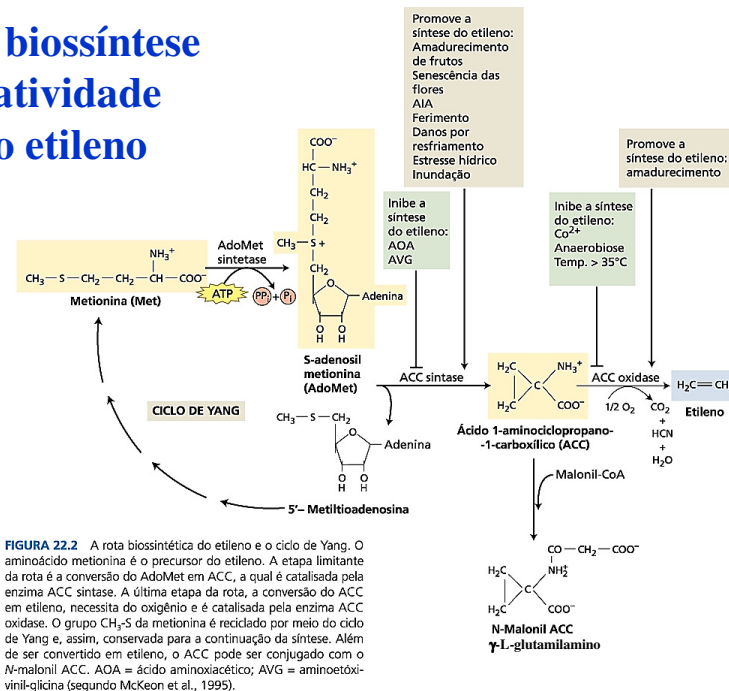 biossíntese
atividade
o etileno
Promove a
síntese do etileno:
Amadurecimento
de frutos
Senescência das
flores
AIA
Ferimento
Danos por
resfriamento
Estresse hídrico
Inundação
Promove a
síntese do etileno:
amadurecimento
Inibe a
síntese
do etileno:
AOA
AVG
Inibe a síntese
do etileno:
Co²⁺
Anaerobiose
Temp. > 35°C
COO⁻
HC—NH₃⁺
CH₂
CH₂
CH₃—S+
CH₂
O
Adenina
O O
H H
S-adenosil
metionina
(AdoMet)
NH₃⁺
CH₃—S—CH₂—CH₂—CH—COO⁻
Metionina (Met)
AdoMet
sintetase
ATP
PPᵢ + Pᵢ
ACC sintase
H₂C NH₃⁺
C
H₂C COO⁻
Ácido 1-aminociclopropano-
-1-carboxílico (ACC)
ACC oxidase
1/2 O₂
CO₂
+
HCN
+
H₂O
H₂C=CH
Etileno
CICLO DE YANG
CH₃—S—CH₂
O
Adenina
O O
H H
5'– Metiltioadenosina
Malonil-CoA
CO—CH₂—COO⁻
H₂C NH₂⁺
C
H₂C COO⁻
N-Malonil ACC
γ-L-glutamilamino
FIGURA 22.2 A rota biossintética do etileno e o ciclo de Yang. O
aminoácido metionina é o precursor do etileno. A etapa limitante
da rota é a conversão do AdoMet em ACC, a qual é catalisada pela
enzima ACC sintase. A última etapa da rota, a conversão do ACC
em etileno, necessita do oxigênio e é catalisada pela enzima ACC
oxidase. O grupo CH₃-S da metionina é reciclado por meio do ciclo
de Yang e, assim, conservada para a continuação da síntese. Além
de ser convertido em etileno, o ACC pode ser conjugado com o
N-malonil ACC. AOA = ácido aminoxiacético; AVG = aminoetóxi-
vinil-glicina (segundo McKeon et al., 1995).